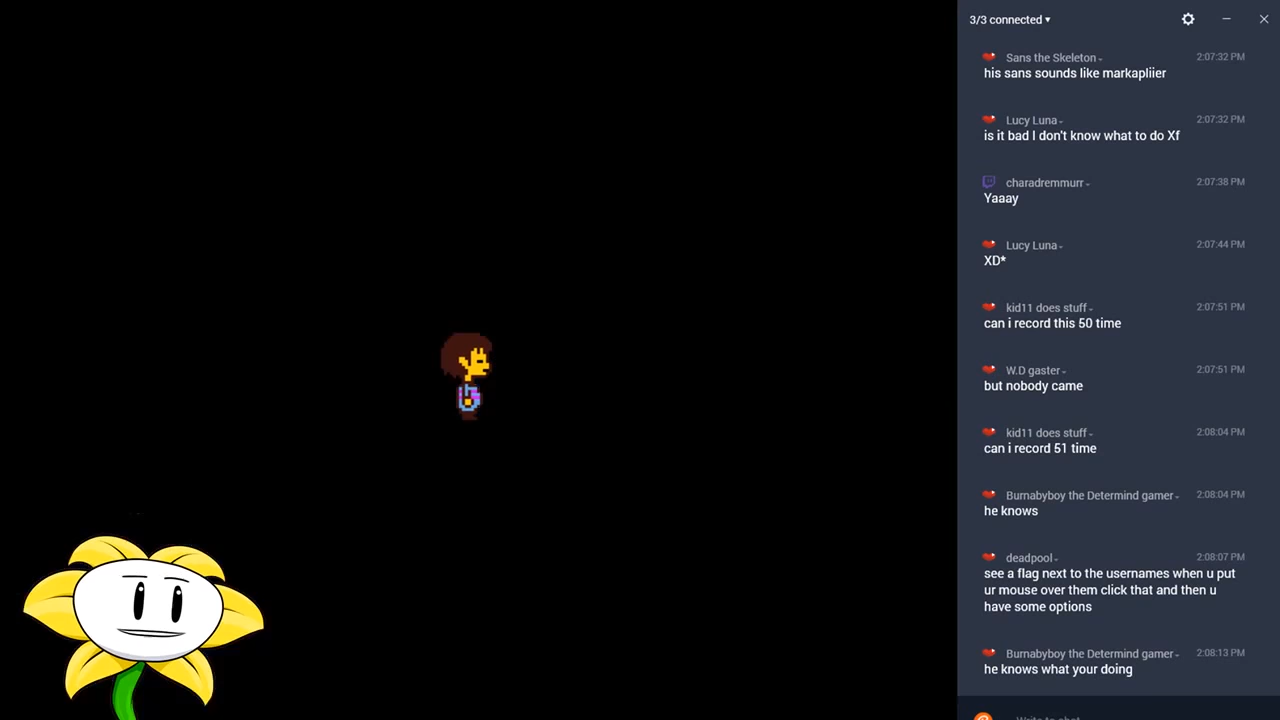 3/3 connected ▾
Sans the Skeleton
2:07:32 PM
his sans sounds like markapliier
Lucy Luna
2:07:32 PM
is it bad I don't know what to do Xf
charadremmurr
2:07:38 PM
Yaaay
Lucy Luna
2:07:44 PM
XD*
kid11 does stuff
2:07:51 PM
can i record this 50 time
W.D gaster
2:07:51 PM
but nobody came
kid11 does stuff
2:08:04 PM
can i record 51 time
Burnabyboy the Determind gamer
2:08:04 PM
he knows
deadpool
2:08:07 PM
see a flag next to the usernames when u put
ur mouse over them click that and then u
have some options
Burnabyboy the Determind gamer
2:08:13 PM
he knows what your doing
Write to chat